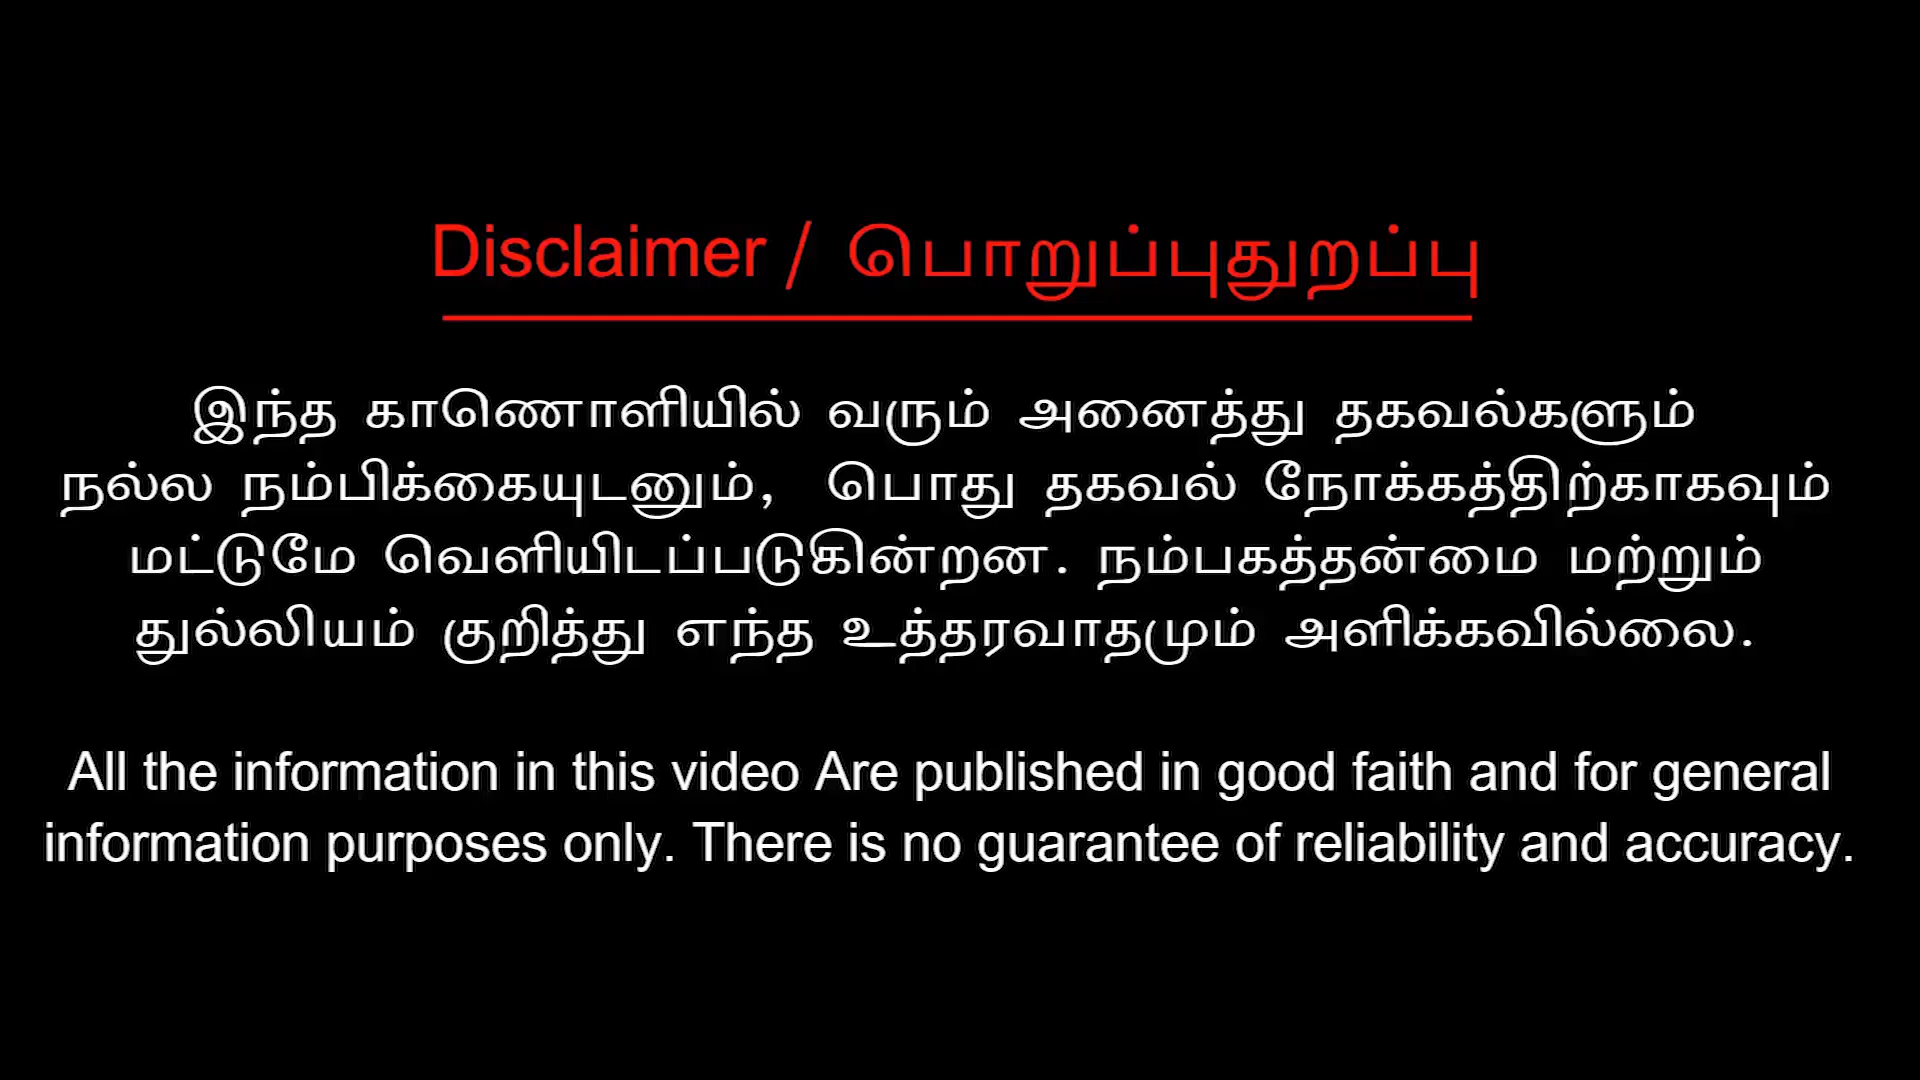 Disclaimer / பொறுப்புதுறப்பு
இந்த காணொளியில் வரும் அனைத்து தகவல்களும்
நல்ல நம்பிக்கையுடனும், பொது தகவல் நோக்கத்திற்காகவும்
மட்டுமே வெளியிடப்படுகின்றன. நம்பகத்தன்மை மற்றும்
துல்லியம் குறித்து எந்த உத்தரவாதமும் அளிக்கவில்லை.
All the information in this video Are published in good faith and for general
information purposes only. There is no guarantee of reliability and accuracy.